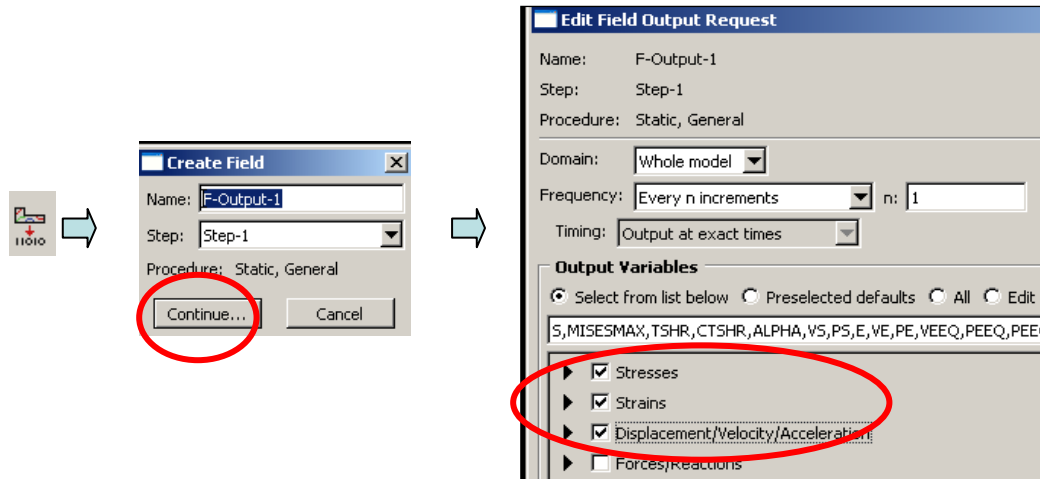 11010
Create Field
Name: F-Output-1
Step: Step-1
Procedure: Static, General
Continue... Cancel
Edit Field Output Request
Name: F-Output-1
Step: Step-1
Procedure: Static, General
Domain: Whole model
Frequency: Every n increments n: 1
Timing: Output at exact times
Output Variables
Select from list below Preselected defaults All Edit
S,MISESMAX,TSHR,CTSHR,ALPHA,VS,PS,E,VE,PE,VEEQ,PEEQ,PEE
Stresses
Strains
Displacement/Velocity/Acceleration
Forces/Reactions